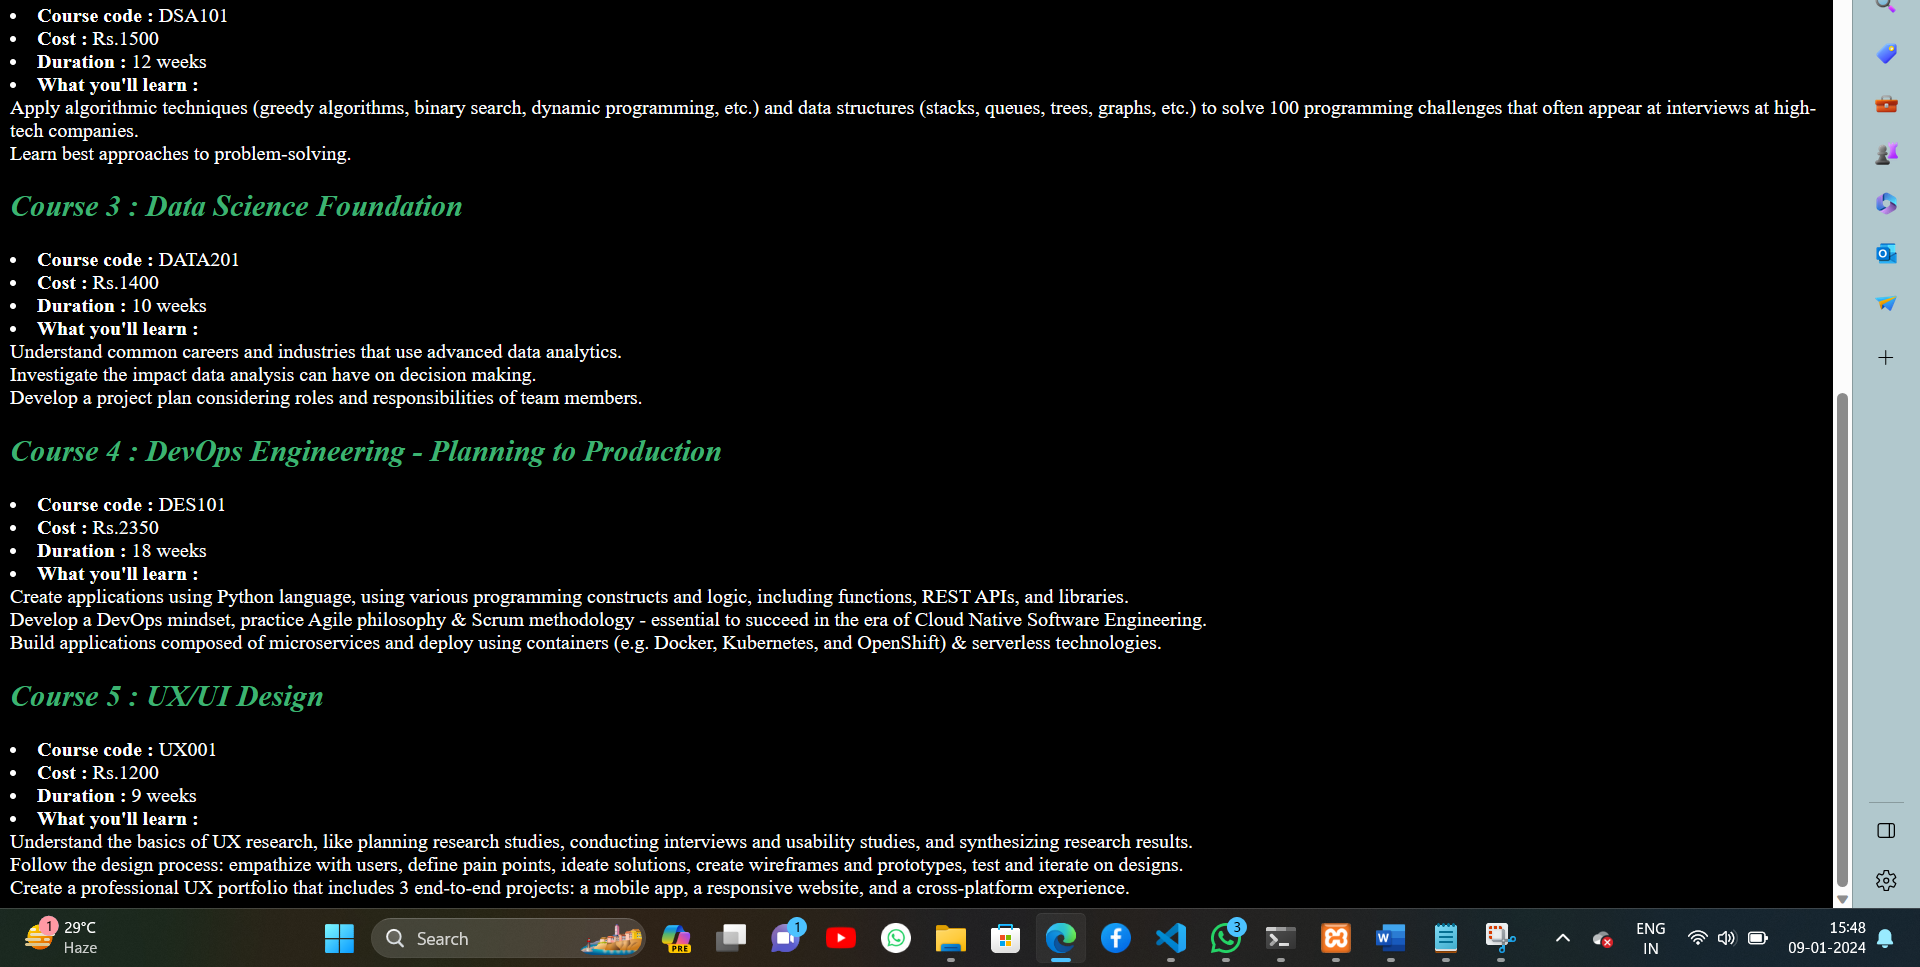 • Course code : DSA101
• Cost : Rs.1500
• Duration : 12 weeks
• What you'll learn :
Apply algorithmic techniques (greedy algorithms, binary search, dynamic programming, etc.) and data structures (stacks, queues, trees, graphs, etc.) to solve 100 programming challenges that often appear at interviews at high-
tech companies.
Learn best approaches to problem-solving.
Course 3 : Data Science Foundation
• Course code : DATA201
• Cost : Rs.1400
• Duration : 10 weeks
• What you'll learn :
Understand common careers and industries that use advanced data analytics.
Investigate the impact data analysis can have on decision making.
Develop a project plan considering roles and responsibilities of team members.
Course 4 : DevOps Engineering - Planning to Production
• Course code : DES101
• Cost : Rs.2350
• Duration : 18 weeks
• What you'll learn :
Create applications using Python language, using various programming constructs and logic, including functions, REST APIs, and libraries.
Develop a DevOps mindset, practice Agile philosophy & Scrum methodology - essential to succeed in the era of Cloud Native Software Engineering.
Build applications composed of microservices and deploy using containers (e.g. Docker, Kubernetes, and OpenShift) & serverless technologies.
Course 5 : UX/UI Design
• Course code : UX001
• Cost : Rs.1200
• Duration : 9 weeks
• What you'll learn :
Understand the basics of UX research, like planning research studies, conducting interviews and usability studies, and synthesizing research results.
Follow the design process: empathize with users, define pain points, ideate solutions, create wireframes and prototypes, test and iterate on designs.
Create a professional UX portfolio that includes 3 end-to-end projects: a mobile app, a responsive website, and a cross-platform experience.
1
29°C
Haze
Search
PRE
1
3
ENG
IN
15:48
09-01-2024